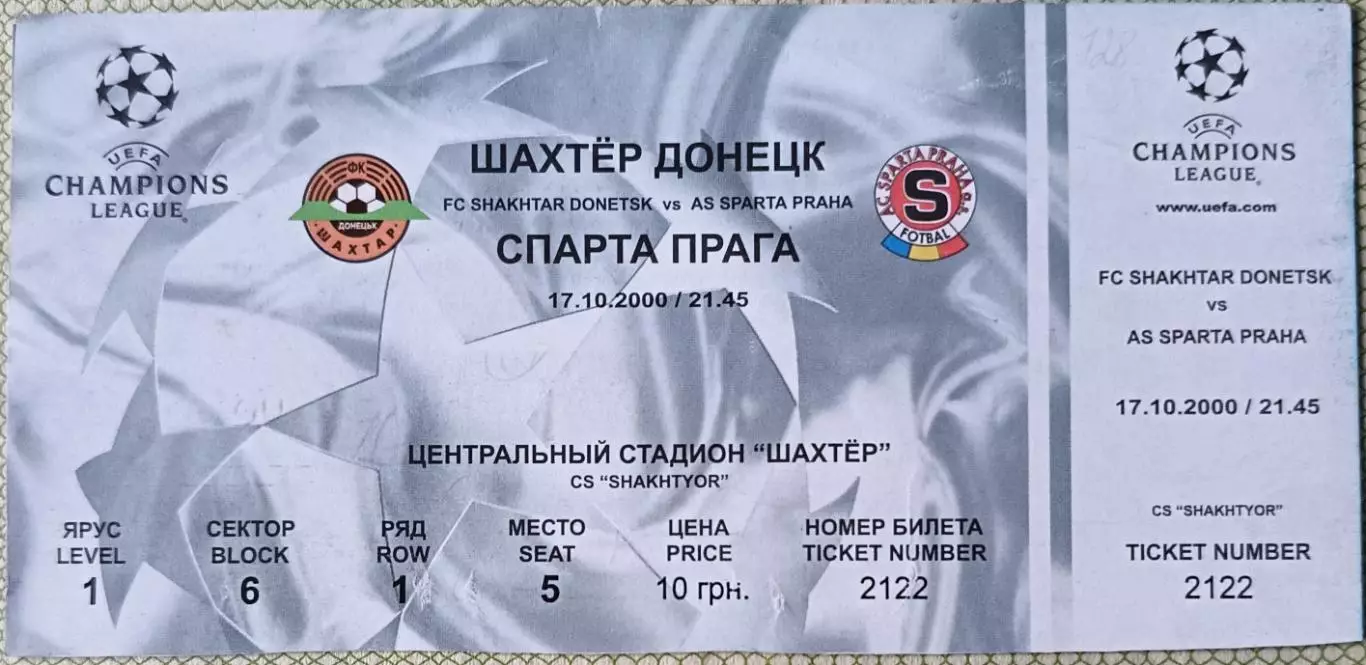 UEFA
CHAMPIONS
LEAGUE®
ФК
ДОНЕЦЬК
ШАХТАР
ШАХТЁР ДОНЕЦК
FC SHAKHTAR DONETSK vs AS SPARTA PRAHA
СПАРТА ПРАГА
17.10.2000 / 21.45
A.C. SPARTA PRAHA a.s.
S
FOTBAL
ЦЕНТРАЛЬНЫЙ СТАДИОН "ШАХТЁР"
CS "SHAKHTYOR"
ЯРУС СЕКТОР РЯД МЕСТО ЦЕНА НОМЕР БИЛЕТА
LEVEL BLOCK ROW SEAT PRICE TICKET NUMBER
1 6 1 5 10 грн. 2122
128
UEFA
CHAMPIONS
LEAGUE®
www.uefa.com
FC SHAKHTAR DONETSK
vs
AS SPARTA PRAHA
17.10.2000 / 21.45
CS "SHAKHTYOR"
TICKET NUMBER
2122